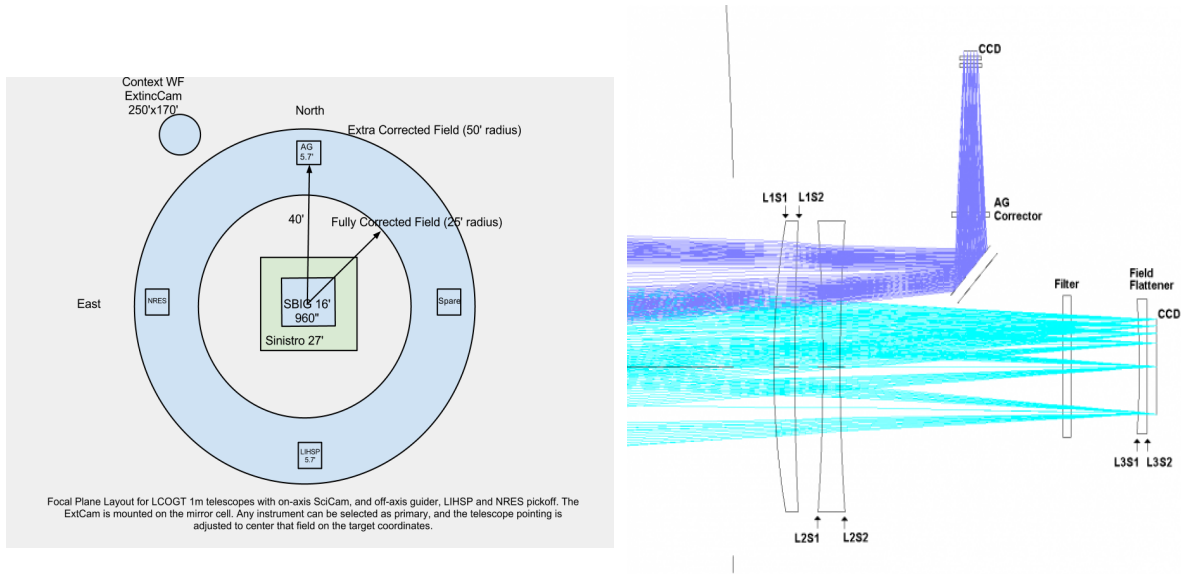 Context WF
ExtincCam
250'x170'
North
Extra Corrected Field (50' radius)
AG
5.7'
40'
Fully Corrected Field (25' radius)
East
NRES
SBIG 16'
960"
Spare
Sinistro 27'
LIHSP
5.7'
Focal Plane Layout for LCOGT 1m telescopes with on-axis SciCam, and off-axis guider, LIHSP and NRES pickoff. The
ExtCam is mounted on the mirror cell. Any instrument can be selected as primary, and the telescope pointing is
adjusted to center that field on the target coordinates.
CCD
L1S1
L1S2
AG
Corrector
Filter
Field
Flattener
CCD
L3S1
L3S2
L2S1
L2S2